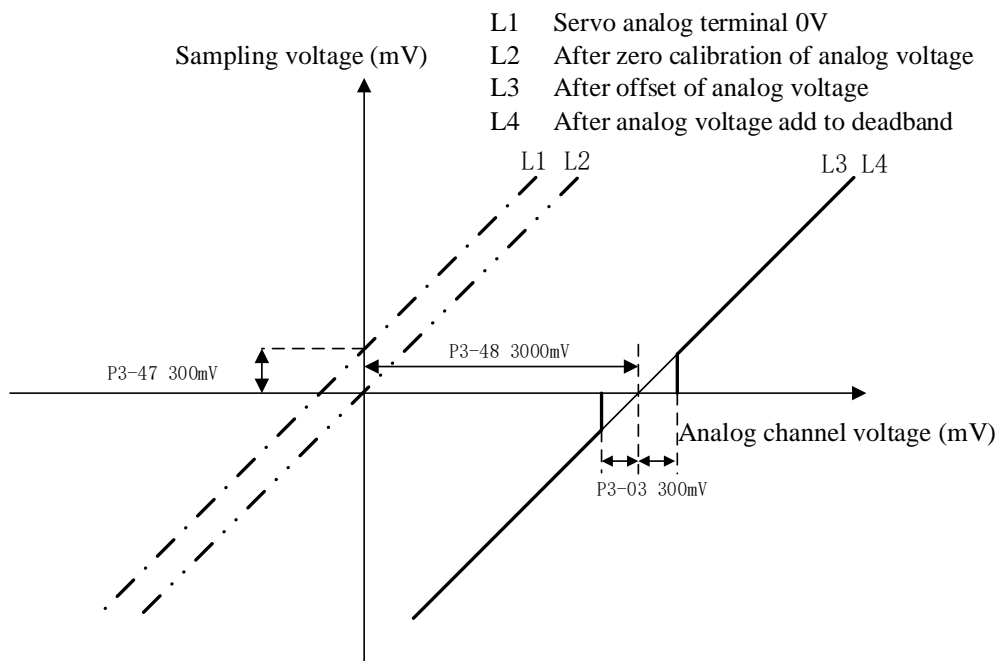 L1 Servo analog terminal 0V
Sampling voltage (mV)
L2 After zero calibration of analog voltage
L3 After offset of analog voltage
L4 After analog voltage add to deadband
L1 L2
L3 L4
P3-48 3000mV
P3-47 300mV
Analog channel voltage (mV)
P3-03 300mV